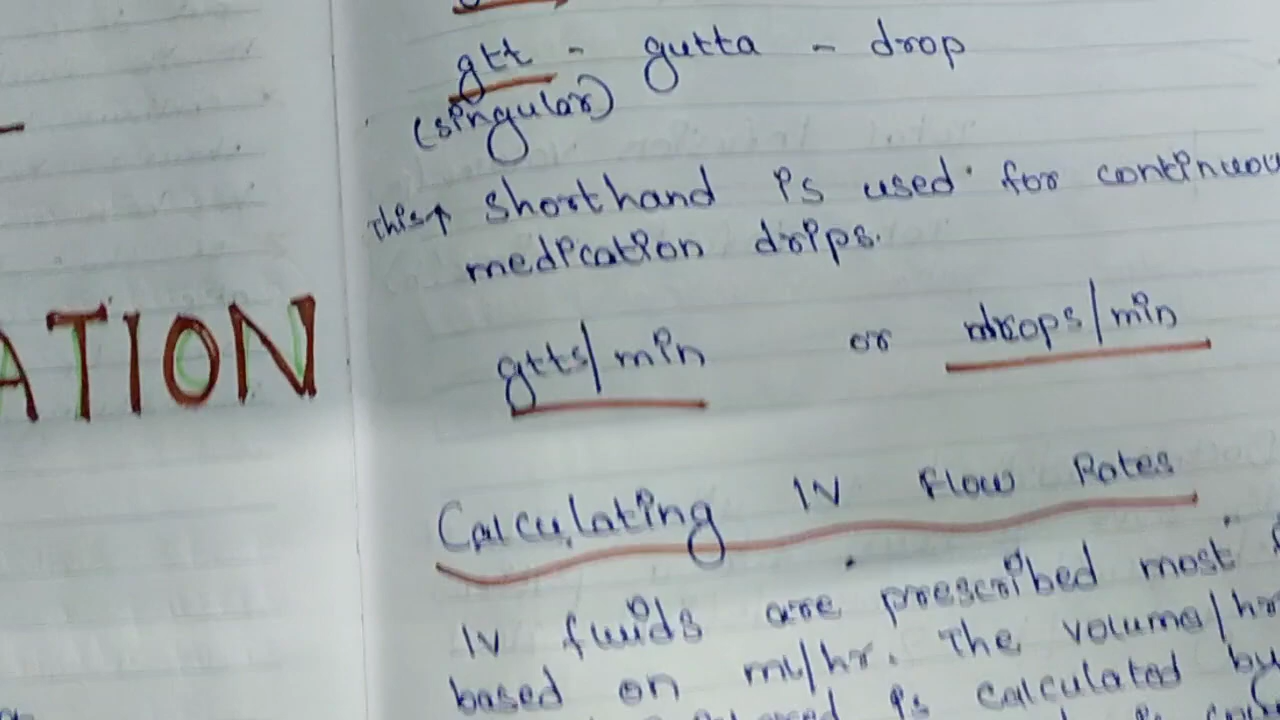 ATION
gtt - gutta - drop
(singular)
This↑ shorthand is used for continuou
medication drips.
gtts/min or drops/min
Calculating IV Flow Rates
IV fluids are prescribed most
based on ml/hr. The volume/hr
is calculated by